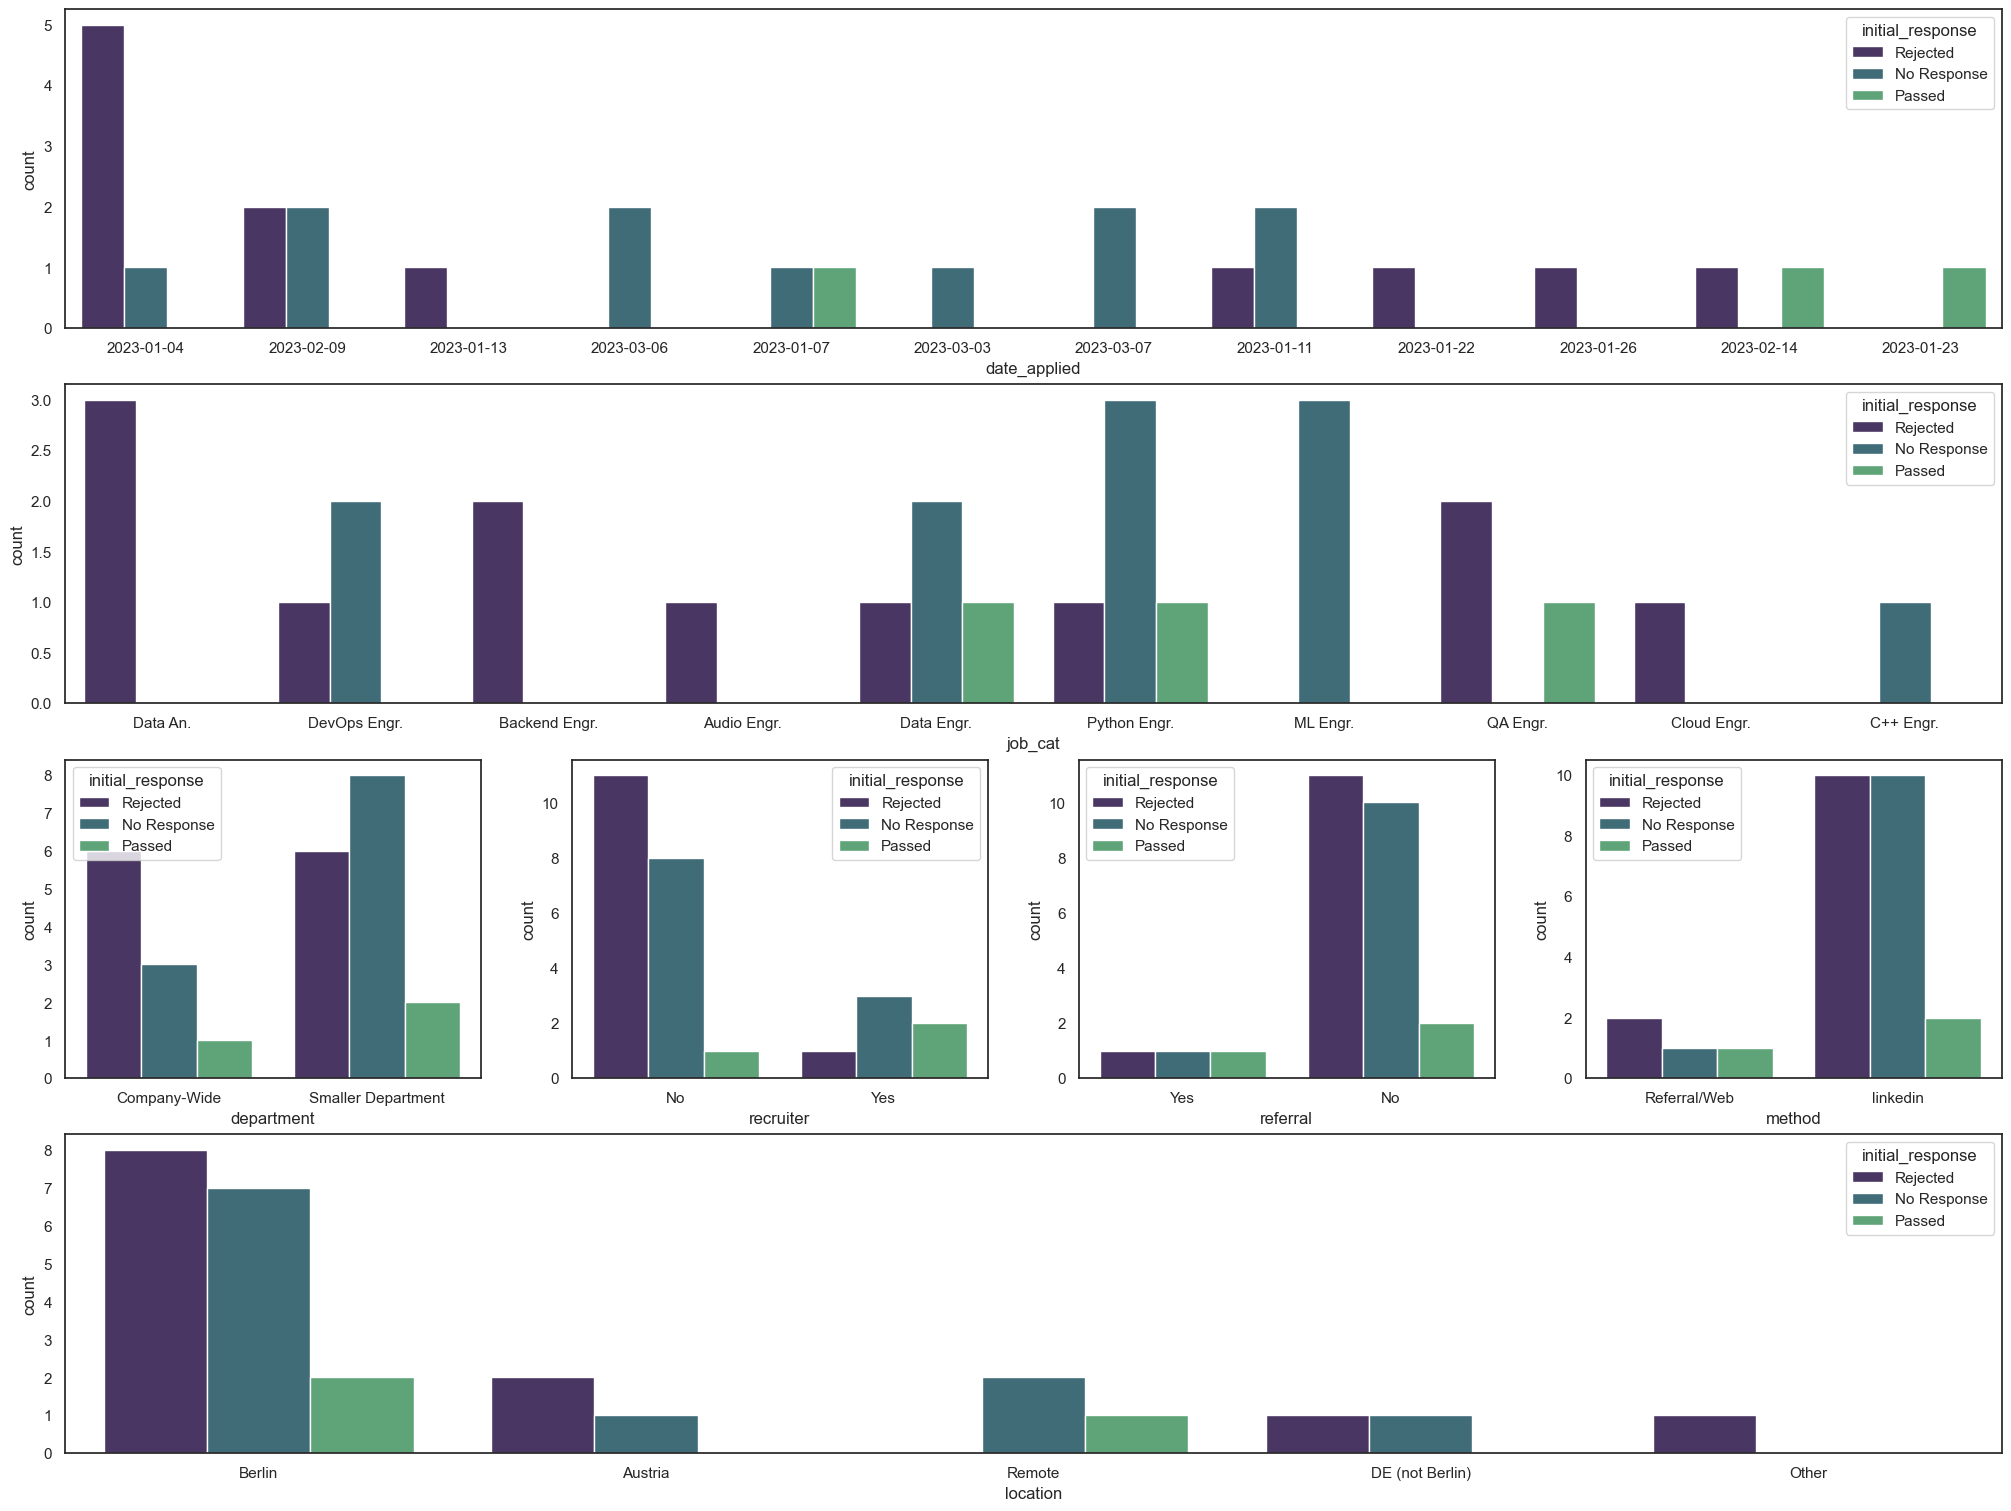 5
4
3
2
1
0
count
initial_response
Rejected
No Response
Passed
2023-01-04 2023-02-09 2023-01-13 2023-03-06 2023-01-07 2023-03-03 2023-03-07 2023-01-11 2023-01-22 2023-01-26 2023-02-14 2023-01-23
date_applied
3.0
2.5
2.0
1.5
1.0
0.5
0.0
count
initial_response
Rejected
No Response
Passed
Data An. DevOps Engr. Backend Engr. Audio Engr. Data Engr. Python Engr. ML Engr. QA Engr. Cloud Engr. C++ Engr.
job_cat
8
7
6
5
4
3
2
1
0
count
initial_response
Rejected
No Response
Passed
Company-Wide Smaller Department
department
10
8
6
4
2
0
count
initial_response
Rejected
No Response
Passed
No Yes
recruiter
10
8
6
4
2
0
count
initial_response
Rejected
No Response
Passed
Yes No
referral
10
8
6
4
2
0
count
initial_response
Rejected
No Response
Passed
Referral/Web linkedin
method
8
7
6
5
4
3
2
1
0
count
initial_response
Rejected
No Response
Passed
Berlin Austria Remote DE (not Berlin) Other
location